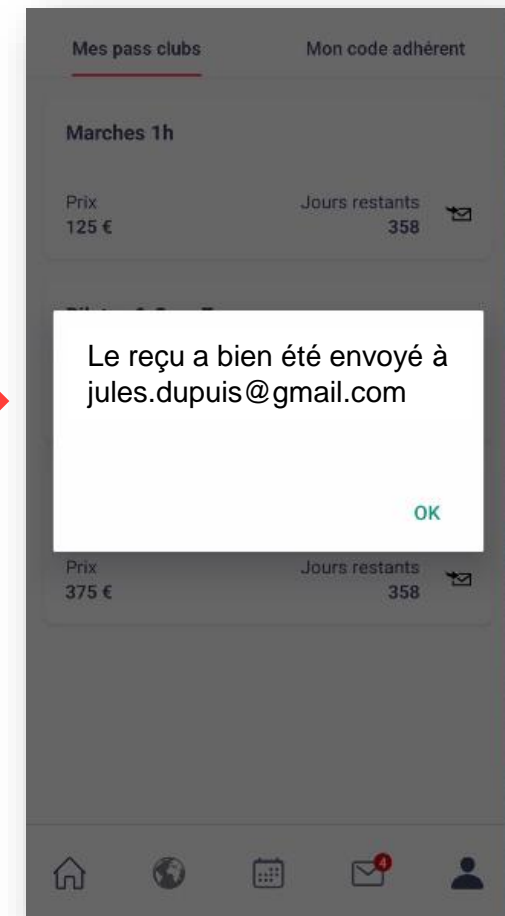 Mes pass clubs Mon code adhérent
Marches 1h
Prix Jours restants
125 € 358
Le reçu a bien été envoyé à
jules.dupuis@gmail.com
OK
Prix Jours restants
375 € 358
4